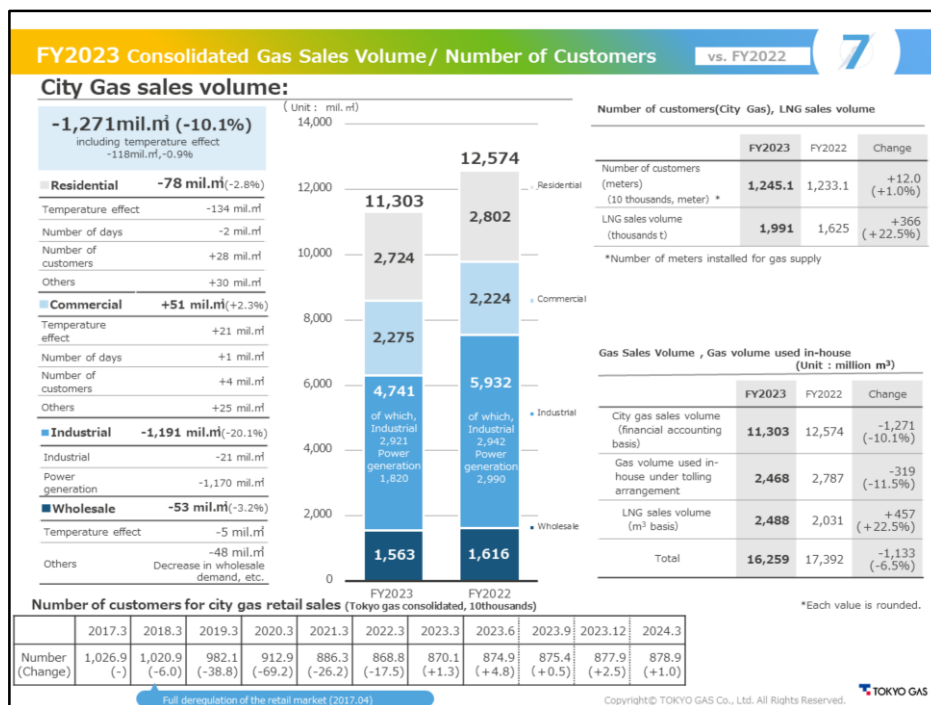 FY2023 Consolidated Gas Sales Volume/ Number of Customers
vs. FY2022
7
City Gas sales volume:
-1,271mil.㎥ (-10.1%)
including temperature effect
-118mil.㎥,-0.9%
Residential -78 mil.㎥(-2.8%)
Temperature effect -134 mil.㎥
Number of days -2 mil.㎥
Number of
customers +28 mil.㎥
Others +30 mil.㎥
Commercial +51 mil.㎥(+2.3%)
Temperature
effect +21 mil.㎥
Number of days +1 mil.㎥
Number of
customers +4 mil.㎥
Others +25 mil.㎥
Industrial -1,191 mil.㎥(-20.1%)
Industrial -21 mil.㎥
Power
generation -1,170 mil.㎥
Wholesale -53 mil.㎥(-3.2%)
Temperature effect -5 mil.㎥
Others -48 mil.㎥
Decrease in wholesale
demand, etc.
(Unit： mil.㎥)
14,000
12,000
10,000
8,000
6,000
4,000
2,000
0
11,303
2,724
2,275
4,741
of which,
Industrial
2,921
Power
generation
1,820
1,563
FY2023
12,574
2,802
2,224
5,932
of which,
Industrial
2,942
Power
generation
2,990
1,616
FY2022
Residential
Commercial
Industrial
Wholesale
Number of customers(City Gas), LNG sales volume
FY2023 FY2022 Change
Number of customers
(meters)
(10 thousands, meter) * 1,245.1 1,233.1 +12.0
(+1.0%)
LNG sales volume
(thousands t) 1,991 1,625 +366
(+22.5%)
*Number of meters installed for gas supply
Gas Sales Volume , Gas volume used in-house
(Unit : million m³)
FY2023 FY2022 Change
City gas sales volume
(financial accounting
basis) 11,303 12,574 -1,271
(-10.1%)
Gas volume used in-
house under tolling
arrangement 2,468 2,787 -319
(-11.5%)
LNG sales volume
(m³ basis) 2,488 2,031 +457
(+22.5%)
Total 16,259 17,392 -1,133
(-6.5%)
*Each value is rounded.
Number of customers for city gas retail sales (Tokyo gas consolidated, 10thousands)
2017.3 2018.3 2019.3 2020.3 2021.3 2022.3 2023.3 2023.6 2023.9 2023.12 2024.3
Number 1,026.9 1,020.9 982.1 912.9 886.3 868.8 870.1 874.9 875.4 877.9 878.9
(Change) (-) (-6.0) (-38.8) (-69.2) (-26.2) (-17.5) (+1.3) (+4.8) (+0.5) (+2.5) (+1.0)
Full deregulation of the retail market (2017.04)
Copyright© TOKYO GAS Co., Ltd. All Rights Reserved.
TOKYO GAS